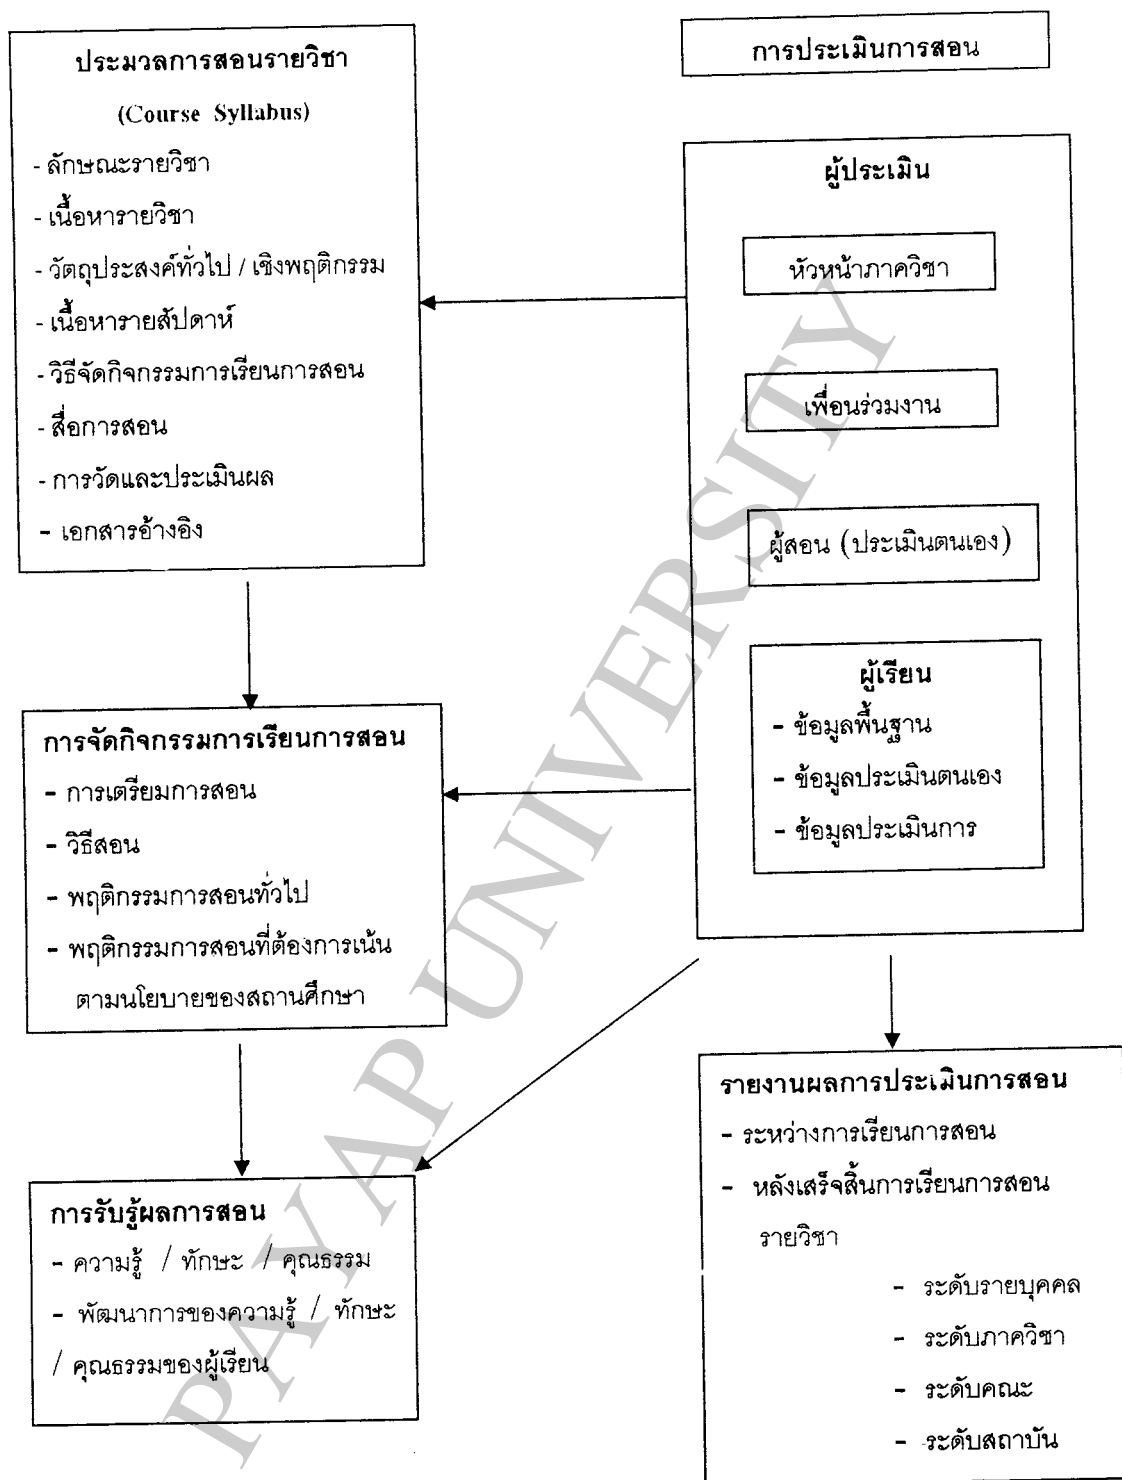 ประมวลการสอนรายวิชา
(Course Syllabus)
- ลักษณะรายวิชา
- เนื้อหารายวิชา
- วัตถุประสงค์ทั่วไป / เชิงพฤติกรรม
- เนื้อหารายสัปดาห์
- วิธีจัดกิจกรรมการเรียนการสอน
- สื่อการสอน
- การวัดและประเมินผล
- เอกสารอ้างอิง
การจัดกิจกรรมการเรียนการสอน
- การเตรียมการสอน
- วิธีสอน
- พฤติกรรมการสอนทั่วไป
- พฤติกรรมการสอนที่ต้องการเน้น
ตามนโยบายของสถานศึกษา
การรับรู้ผลการสอน
- ความรู้ / ทักษะ / คุณธรรม
- พัฒนาการของความรู้ / ทักษะ
/ คุณธรรมของผู้เรียน
การประเมินการสอน
ผู้ประเมิน
หัวหน้าภาควิชา
เพื่อนร่วมงาน
ผู้สอน (ประเมินตนเอง)
ผู้เรียน
- ข้อมูลพื้นฐาน
- ข้อมูลประเมินตนเอง
- ข้อมูลประเมินการ
รายงานผลการประเมินการสอน
- ระหว่างการเรียนการสอน
- หลังเสร็จสิ้นการเรียนการสอน
รายวิชา
- ระดับรายบุคคล
- ระดับภาควิชา
- ระดับคณะ
- ระดับสถาบัน
PAYAP UNIVERSITY